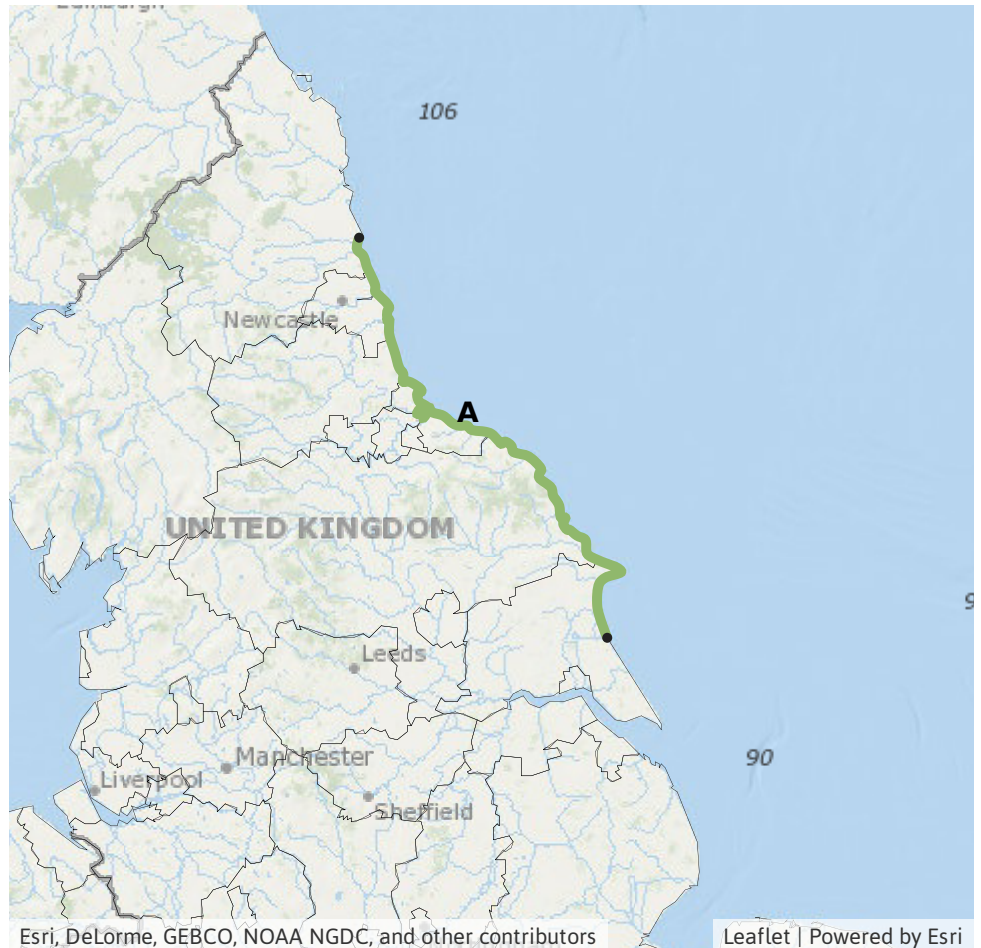 106
Newcastle
A
UNITED KINGDOM
9
Leeds
Manchester
90
Liverpool
Sheffield
Esri, DeLorme, GEBCO, NOAA NGDC, and other contributors
Leaflet | Powered by Esri